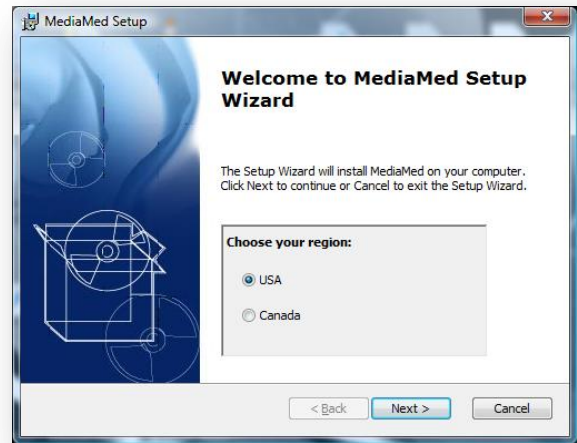 MediaMed Setup
Welcome to MediaMed Setup
Wizard
The Setup Wizard will install MediaMed on your computer.
Click Next to continue or Cancel to exit the Setup Wizard.
Choose your region:
USA
Canada
< Back Next > Cancel